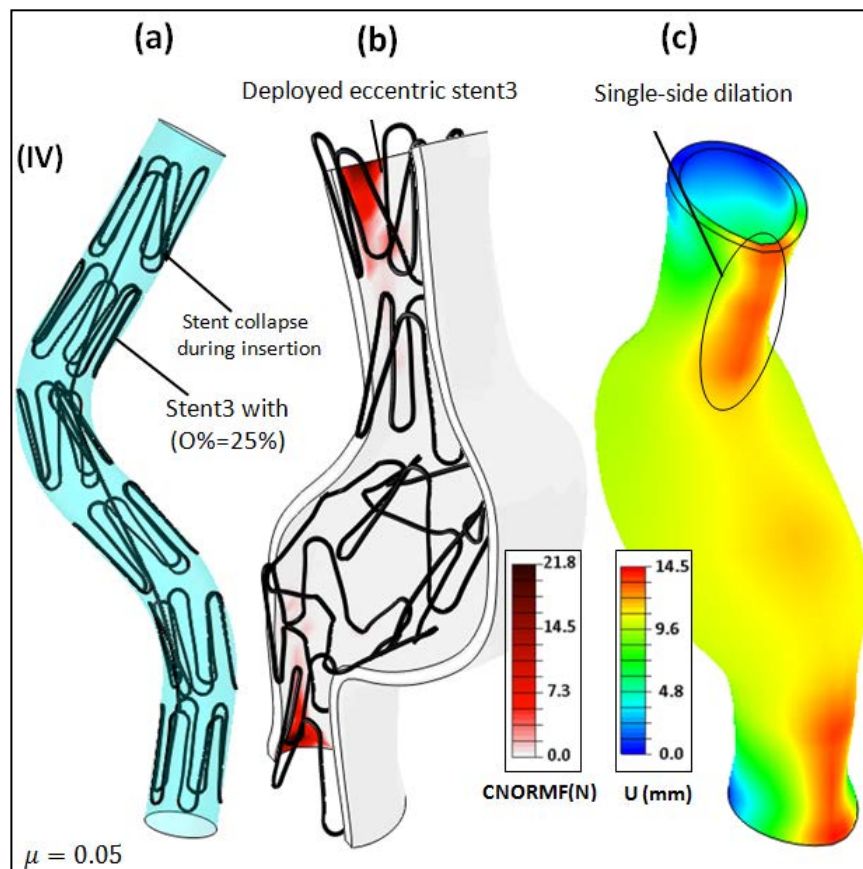 (a)
(b)
(c)
Deployed eccentric stent3
Single-side dilation
(IV)
Stent collapse
during insertion
Stent3 with
(O%=25%)
21.8
14.5
7.3
0.0
CNORMF(N)
14.5
9.6
4.8
0.0
U (mm)
μ = 0.05